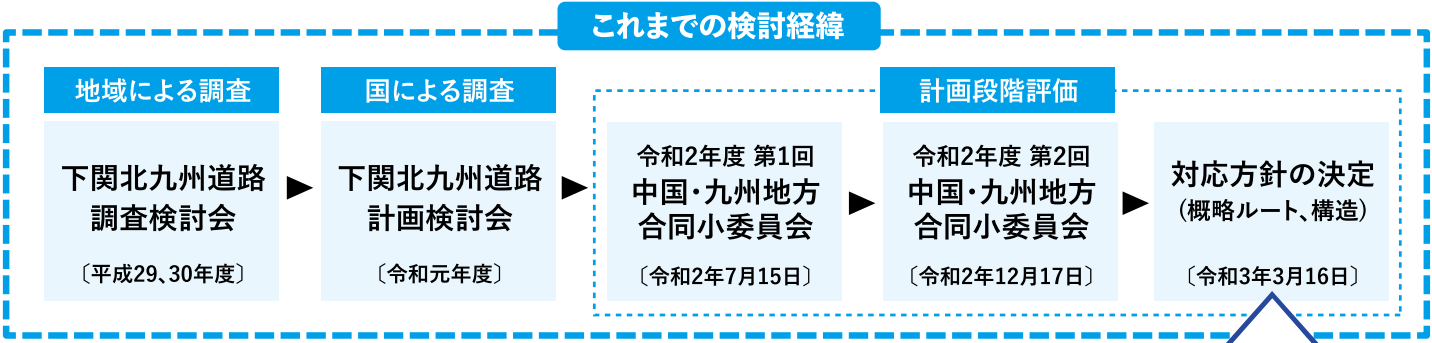 これまでの検討経緯
地域による調査
下関北九州道路
調査検討会
〔平成29、30年度〕
国による調査
下関北九州道路
計画検討会
〔令和元年度〕
計画段階評価
令和2年度 第1回
中国・九州地方
合同小委員会
〔令和2年7月15日〕
令和2年度 第2回
中国・九州地方
合同小委員会
〔令和2年12月17日〕
対応方針の決定
(概略ルート、構造)
〔令和3年3月16日〕